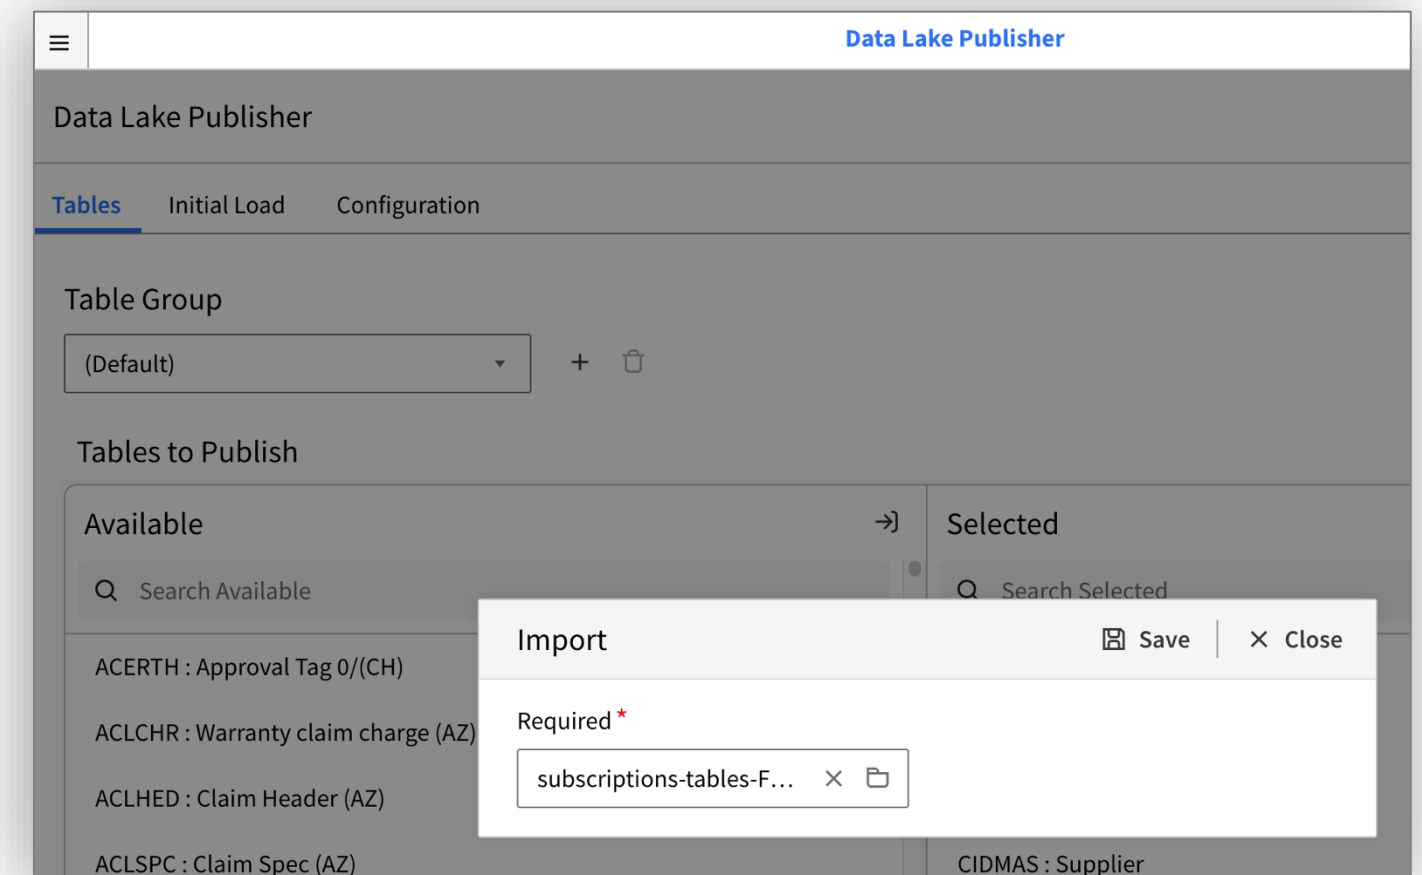 Data Lake Publisher
Data Lake Publisher
Tables Initial Load Configuration
Table Group
(Default)
Tables to Publish
Available Selected
Search Available Search Selected
Import Save Close
Required *
subscriptions-tables-F...
ACERTH : Approval Tag 0/(CH)
ACLCHR : Warranty claim charge (AZ)
ACLHED : Claim Header (AZ)
ACLSPC : Claim Spec (AZ) CIDMAS : Supplier